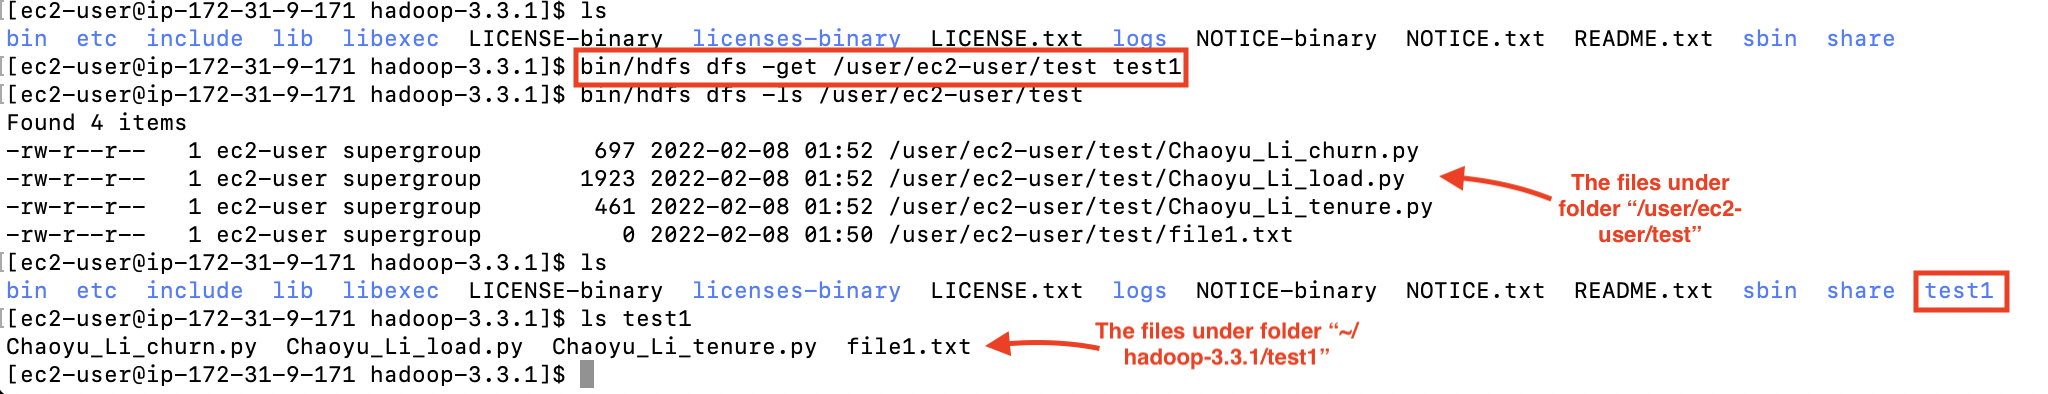 [[ec2-user@ip-172-31-9-171 hadoop-3.3.1]$ ls
bin  etc  include  lib  libexec  LICENSE-binary  licenses-binary  LICENSE.txt  logs  NOTICE-binary  NOTICE.txt  README.txt  sbin  share
[[ec2-user@ip-172-31-9-171 hadoop-3.3.1]$ bin/hdfs dfs -get /user/ec2-user/test test1
[[ec2-user@ip-172-31-9-171 hadoop-3.3.1]$ bin/hdfs dfs -ls /user/ec2-user/test
Found 4 items
-rw-r--r--   1 ec2-user supergroup        697 2022-02-08 01:52 /user/ec2-user/test/Chaoyu_Li_churn.py
-rw-r--r--   1 ec2-user supergroup       1923 2022-02-08 01:52 /user/ec2-user/test/Chaoyu_Li_load.py
-rw-r--r--   1 ec2-user supergroup        461 2022-02-08 01:52 /user/ec2-user/test/Chaoyu_Li_tenure.py
-rw-r--r--   1 ec2-user supergroup          0 2022-02-08 01:50 /user/ec2-user/test/file1.txt
The files under
folder “/user/ec2-
user/test”
[[ec2-user@ip-172-31-9-171 hadoop-3.3.1]$ ls
bin  etc  include  lib  libexec  LICENSE-binary  licenses-binary  LICENSE.txt  logs  NOTICE-binary  NOTICE.txt  README.txt  sbin  share  test1
[[ec2-user@ip-172-31-9-171 hadoop-3.3.1]$ ls test1
Chaoyu_Li_churn.py  Chaoyu_Li_load.py  Chaoyu_Li_tenure.py  file1.txt
The files under folder “~/
hadoop-3.3.1/test1”
[ec2-user@ip-172-31-9-171 hadoop-3.3.1]$